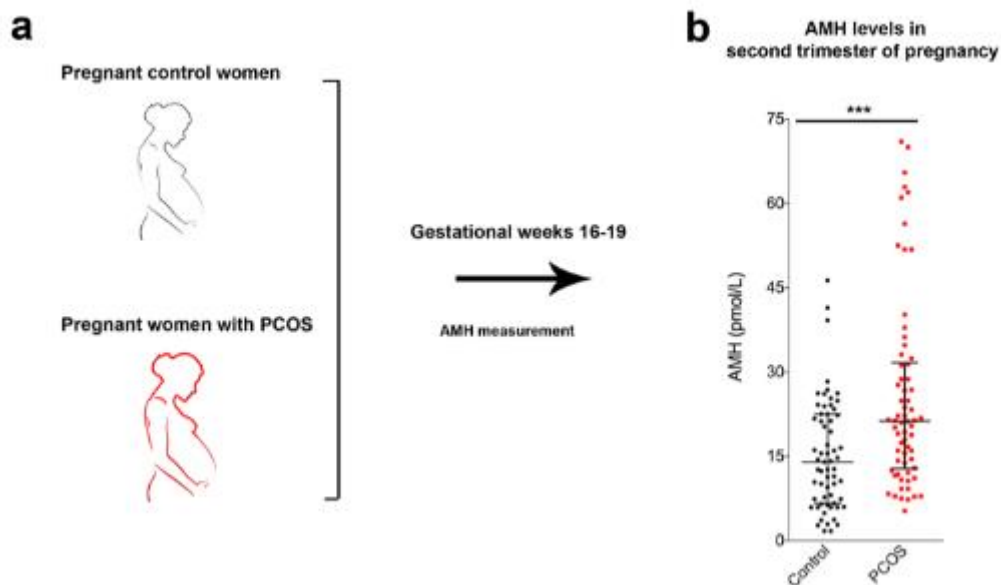 a
Pregnant control women
Pregnant women with PCOS
Gestational weeks 16-19
AMH measurement
b
AMH levels in
second trimester of pregnancy
***
AMH (pmol/L)
75
60
45
30
15
0
Control
PCOS